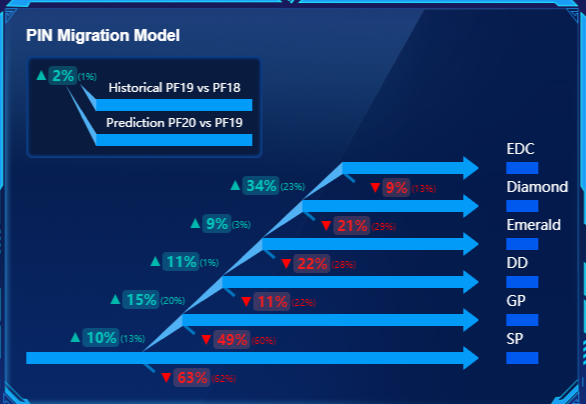 PIN Migration Model
▲ 2% (1%)
Historical PF19 vs PF18
Prediction PF20 vs PF19
EDC
▲ 34% (23%)
▼ 9% (13%)
Diamond
▲ 9% (3%)
▼ 21% (29%)
Emerald
▲ 11% (1%)
▼ 22% (28%)
DD
▲ 15% (20%)
▼ 11% (22%)
GP
▲ 10% (13%)
▼ 49% (60%)
SP
▼ 63% (62%)